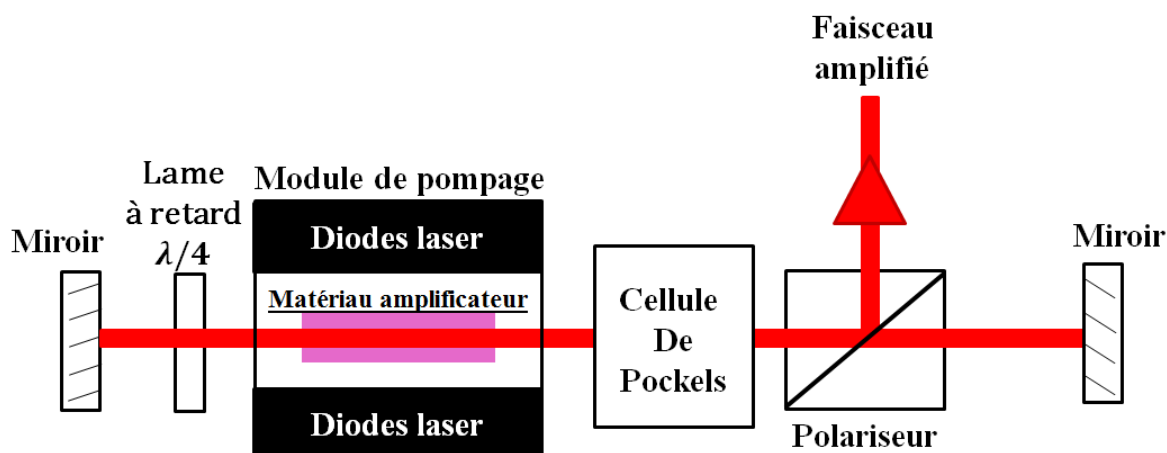 Faisceau
amplifié
Lame
à retard
λ/4
Module de pompage
Miroir
Miroir
Diodes laser
Matériau amplificateur
Cellule
De
Pockels
Diodes laser
Polariseur